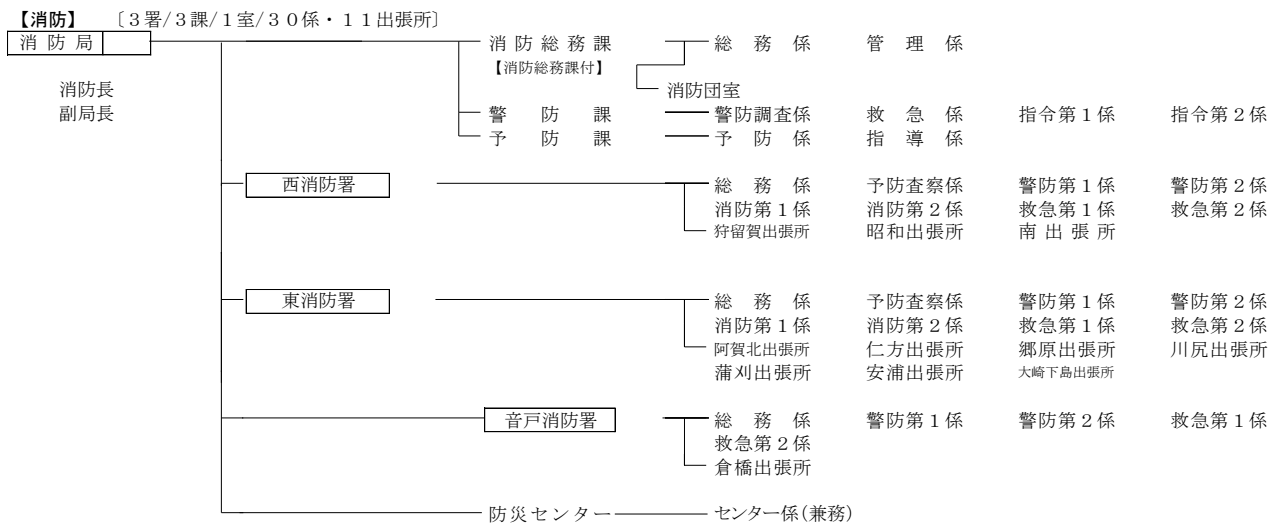 【消防】 〔３署/３課/１室/３０係・１１出張所〕
消防局 消防総務課 総務係 管理係
【消防総務課付】
消防長 消防団室
副局長 警防課 警防調査係 救急係 指令第１係 指令第２係
予防課 予防係 指導係
西消防署 総務係 予防査察係 警防第１係 警防第２係
消防第１係 消防第２係 救急第１係 救急第２係
狩留賀出張所 昭和出張所 南出張所
東消防署 総務係 予防査察係 警防第１係 警防第２係
消防第１係 消防第２係 救急第１係 救急第２係
阿賀北出張所 仁方出張所 郷原出張所 川尻出張所
蒲刈出張所 安浦出張所 大崎下島出張所
音戸消防署 総務係 警防第１係 警防第２係 救急第１係
救急第２係
倉橋出張所
防災センター センター係（兼務）